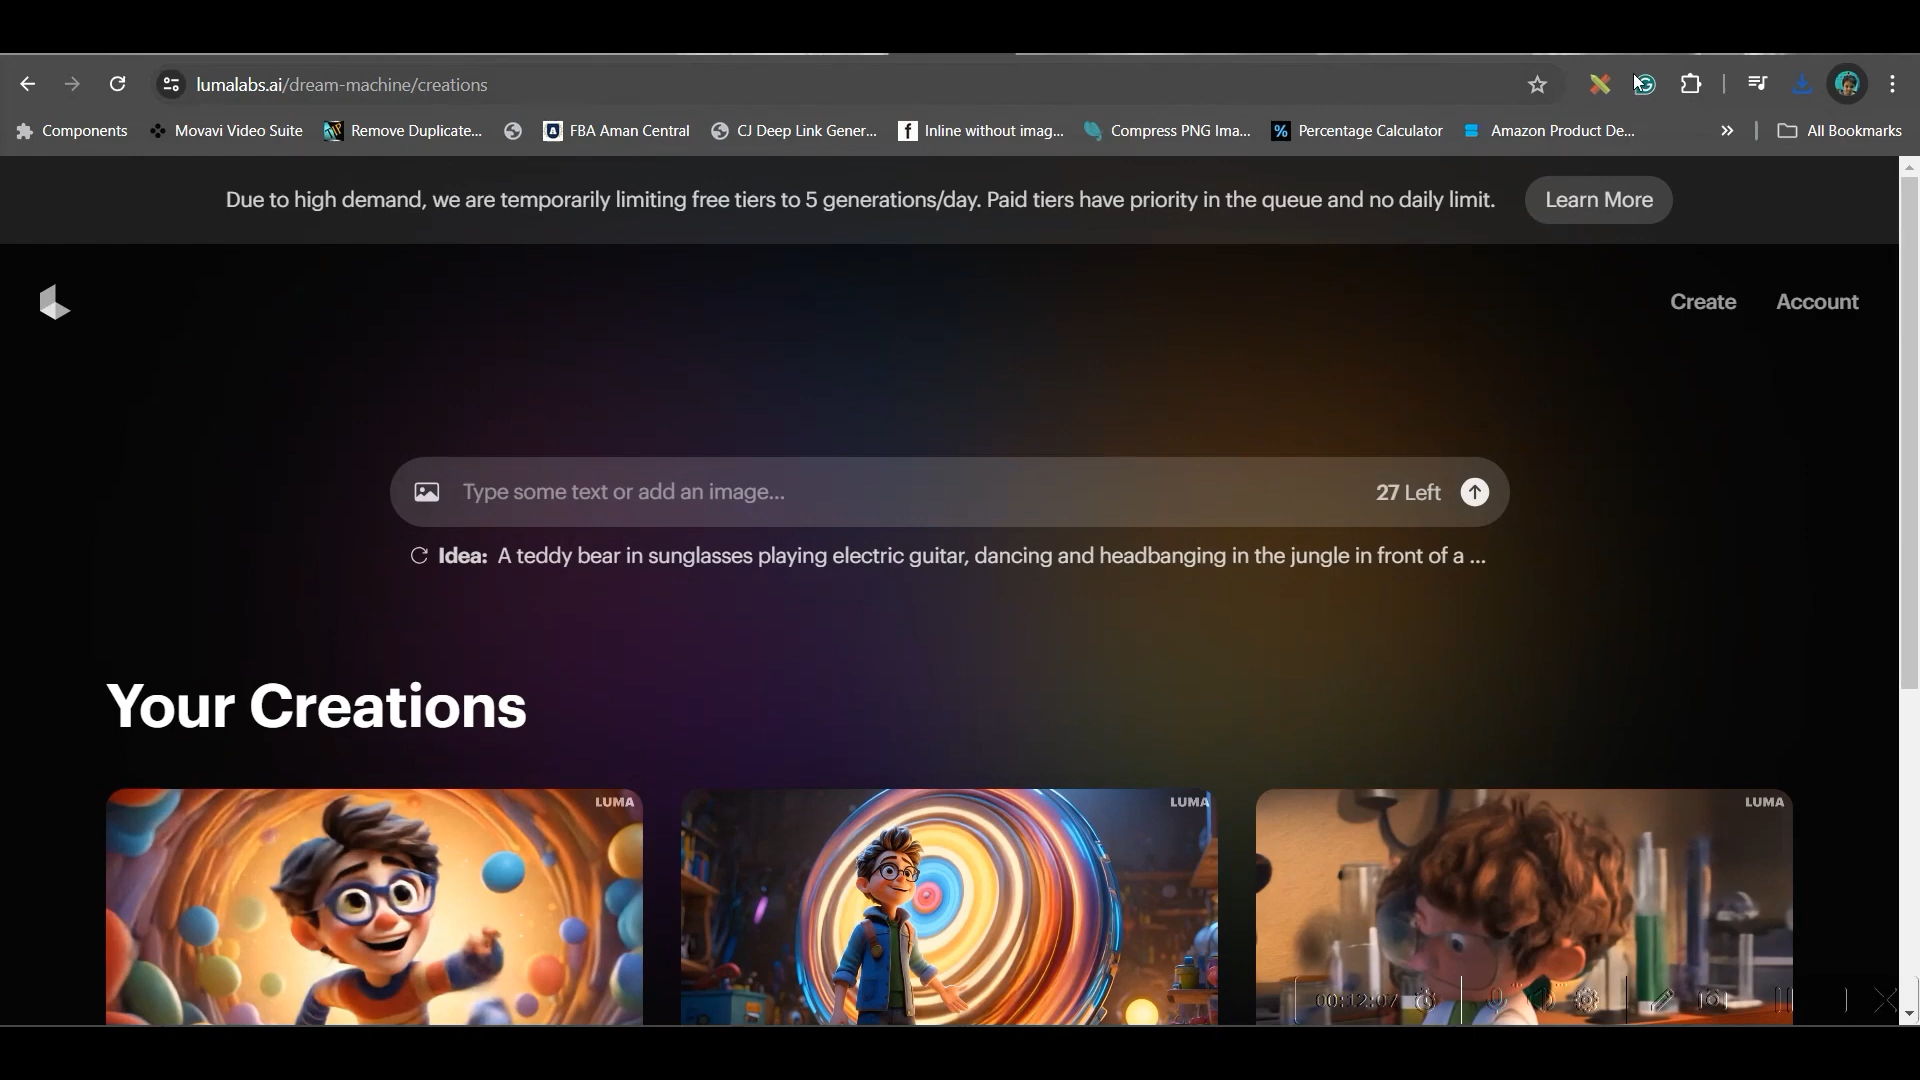 lumalabs.ai/dream-machine/creations
Components
Movavi Video Suite
Remove Duplicate...
FBA Aman Central
CJ Deep Link Gener...
Inline without imag...
Compress PNG Ima...
Percentage Calculator
Amazon Product De...
All Bookmarks
Due to high demand, we are temporarily limiting free tiers to 5 generations/day. Paid tiers have priority in the queue and no daily limit. Learn More
Create Account
Type some text or add an image... 27 Left
Idea: A teddy bear in sunglasses playing electric guitar, dancing and headbanging in the jungle in front of a ...
Your Creations
LUMA LUMA LUMA
00:12:07